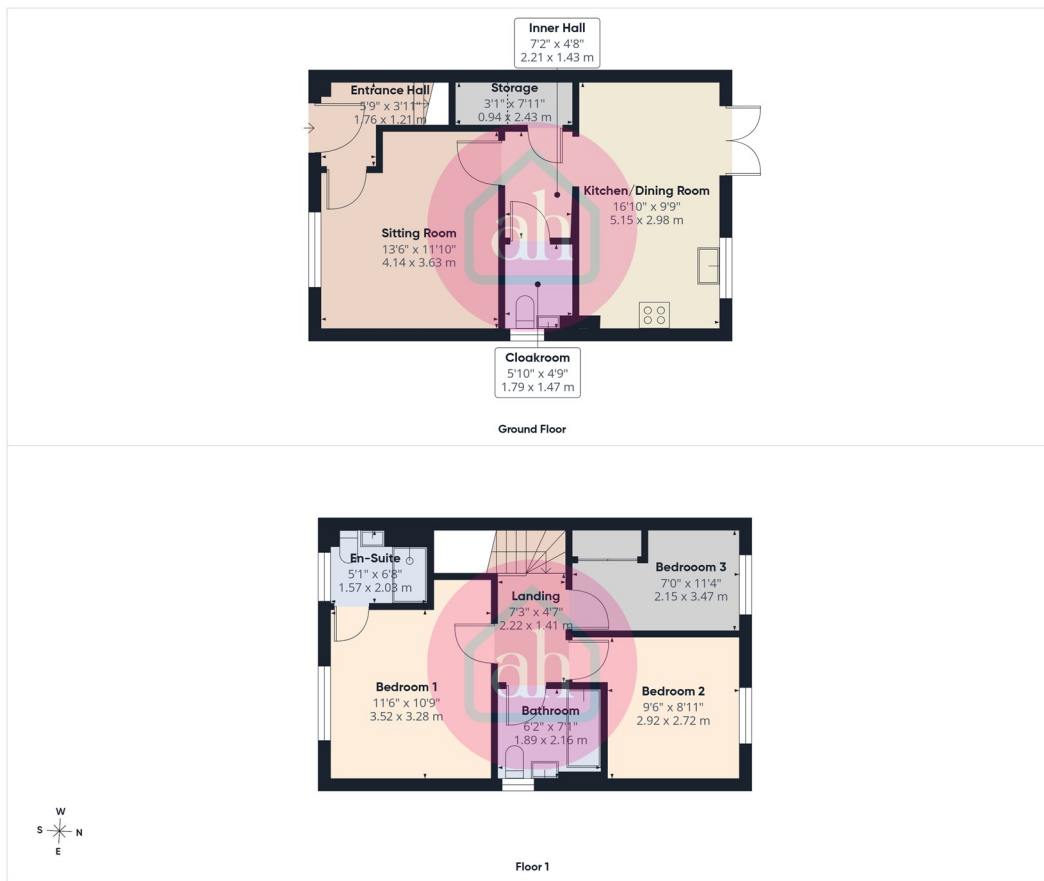 Inner Hall
7'2" x 4'8"
2.21 x 1.43 m
Entrance Hall
5'9" x 3'11"
1.76 x 1.21 m
Storage
3'1" x 7'11"
0.94 x 2.43 m
Kitchen/Dining Room
16'10" x 9'9"
5.15 x 2.98 m
Sitting Room
13'6" x 11'10"
4.14 x 3.63 m
ah
Cloakroom
5'10" x 4'9"
1.79 x 1.47 m
Ground Floor
En-Suite
5'1" x 6'8"
1.57 x 2.03 m
Bedrooom 3
7'0" x 11'4"
2.15 x 3.47 m
Landing
7'3" x 4'7"
2.22 x 1.41 m
ah
Bedroom 1
11'6" x 10'9"
3.52 x 3.28 m
Bedroom 2
9'6" x 8'11"
2.92 x 2.72 m
Bathroom
6'2" x 7'1"
1.89 x 2.16 m
W
S N
E
Floor 1